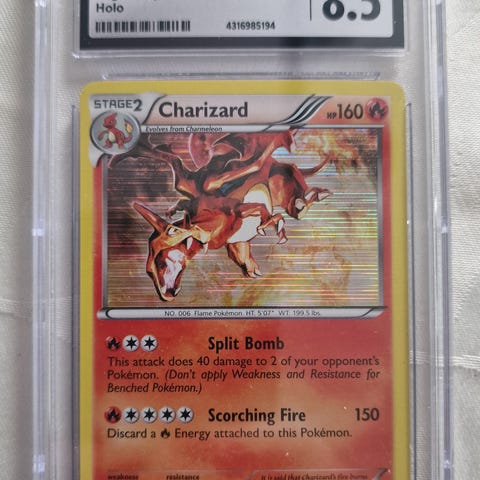 Holo
4316985194
8.5
STAGE2
Charizard
HP160
Evolves from Charmeleon
NO. 006 Flame Pokémon HT. 5'07" WT. 199.5 lbs.
Split Bomb
This attack does 40 damage to 2 of your opponent's
Pokémon. (Don't apply Weakness and Resistance for
Benched Pokémon.)
Scorching Fire 150
Discard a Energy attached to this Pokémon.
weakness resistance
It is said that Charizard's fire burns